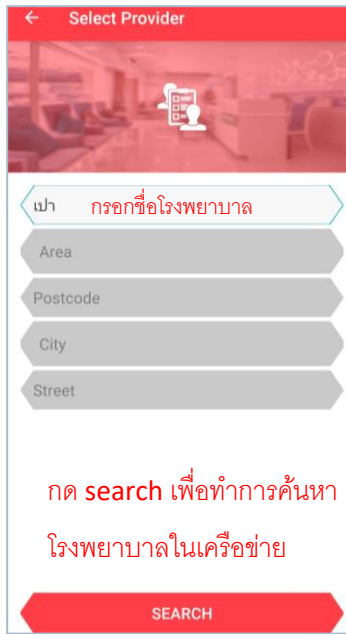 ← Select Provider
เปา กรอกชื่อโรงพยาบาล
Area
Postcode
City
Street
กด search เพื่อทำการค้นหา
โรงพยาบาลในเครือข่าย
SEARCH